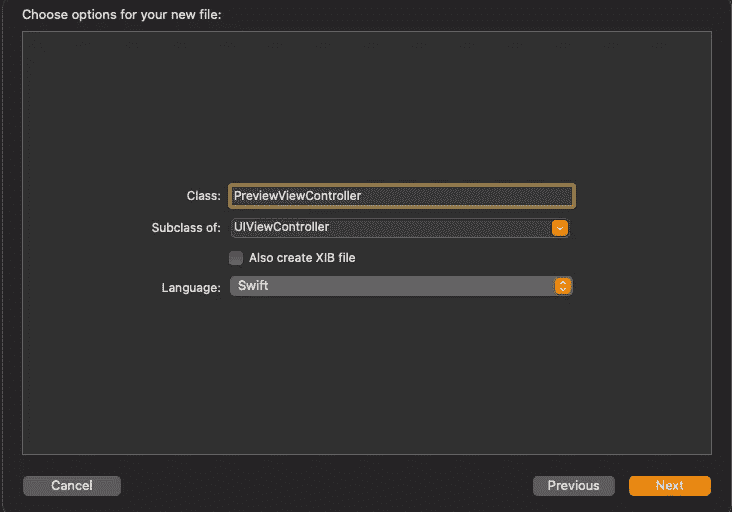 Choose options for your new file:
Class: PreviewViewController
Subclass of: UIViewController
Also create XIB file
Language: Swift
Cancel Previous Next